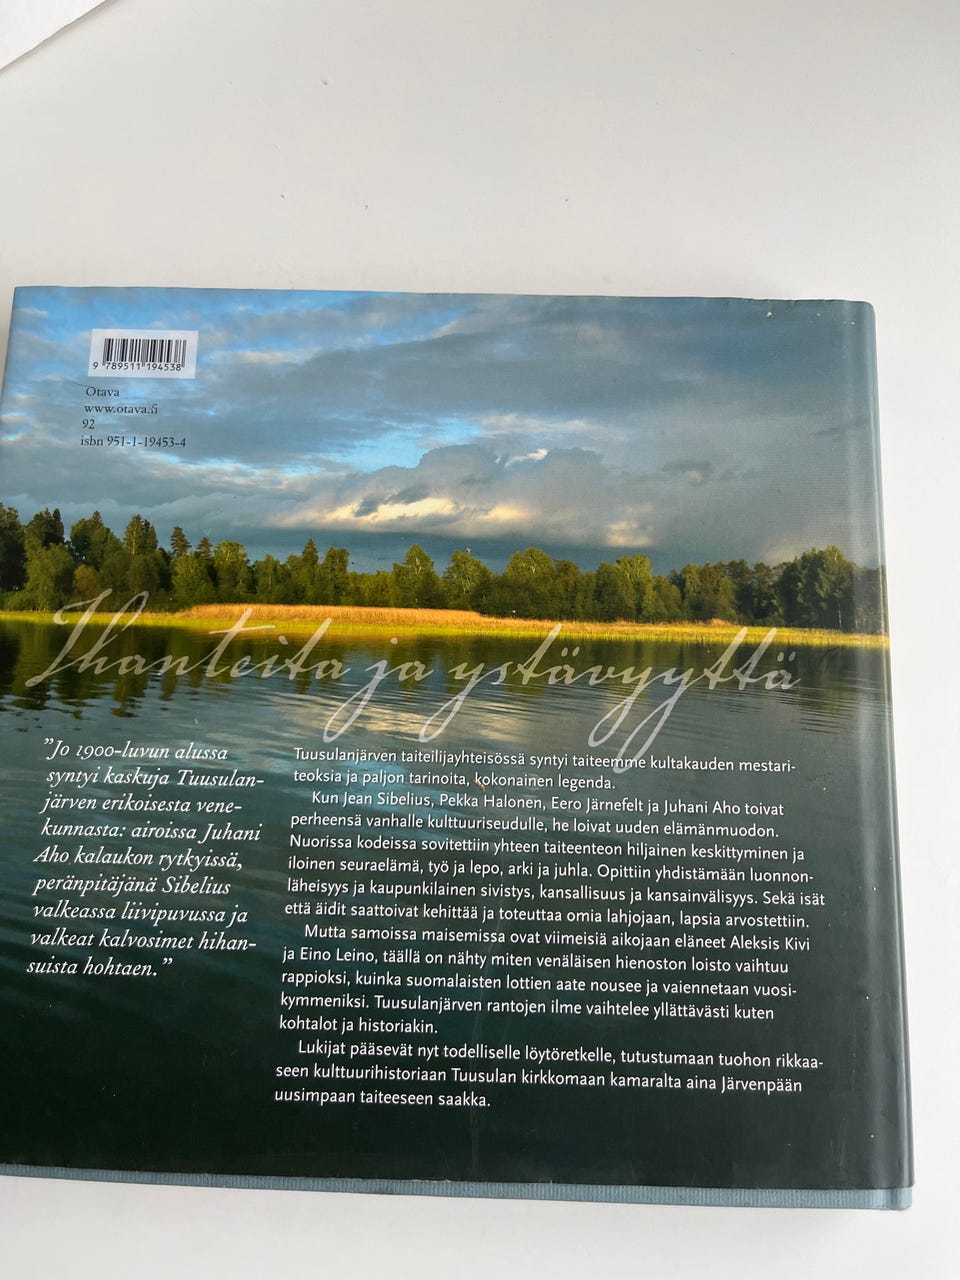 9 789511 194538
Otava
www.otava.fi
92
isbn 951-1-19453-4
Ihanteita ja ystävyyttä
"Jo 1900-luvun alussa
syntyi kaskuja Tuusulan-
järven erikoisesta vene-
kunnasta: airoissa Juhani
Aho kalaukon rytkyissä,
peränpitäjänä Sibelius
valkeassa liivipuvussa ja
valkeat kalvosimet hihan-
suista hohtaen."
Tuusulanjärven taiteilijayhteisössä syntyi taiteemme kultakauden mestari-
teoksia ja paljon tarinoita, kokonainen legenda.
Kun Jean Sibelius, Pekka Halonen, Eero Järnefelt ja Juhani Aho toivat
perheensä vanhalle kulttuuriseudulle, he loivat uuden elämänmuodon.
Nuorissa kodeissa sovitettiin yhteen taiteenteon hiljainen keskittyminen ja
iloinen seuraelämä, työ ja lepo, arki ja juhla. Opittiin yhdistämään luonnon-
läheisyys ja kaupunkilainen sivistys, kansallisuus ja kansainvälisyys. Sekä isät
että äidit saattoivat kehittää ja toteuttaa omia lahjojaan, lapsia arvostettiin.
Mutta samoissa maisemissa ovat viimeisiä aikojaan eläneet Aleksis Kivi
ja Eino Leino, täällä on nähty miten venäläisen hienoston loisto vaihtuu
rappioksi, kuinka suomalaisten lottien aate nousee ja vaiennetaan vuosi-
kymmeniksi. Tuusulanjärven rantojen ilme vaihtelee yllättävästi kuten
kohtalot ja historiakin.
Lukijat pääsevät nyt todelliselle löytöretkelle, tutustumaan tuohon rikkaa-
seen kulttuurihistoriaan Tuusulan kirkkomaan kamaralta aina Järvenpään
uusimpaan taiteeseen saakka.